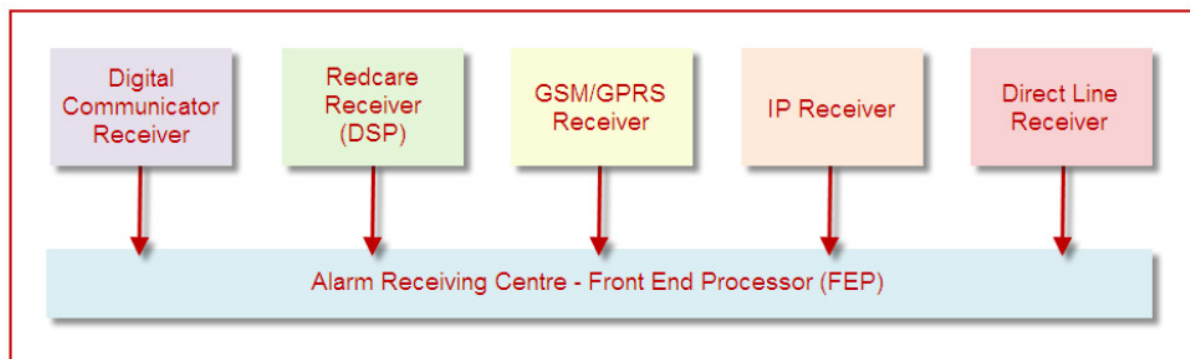 Digital
Communicator
Receiver
Redcare
Receiver
(DSP)
GSM/GPRS
Receiver
IP Receiver
Direct Line
Receiver
Alarm Receiving Centre - Front End Processor (FEP)